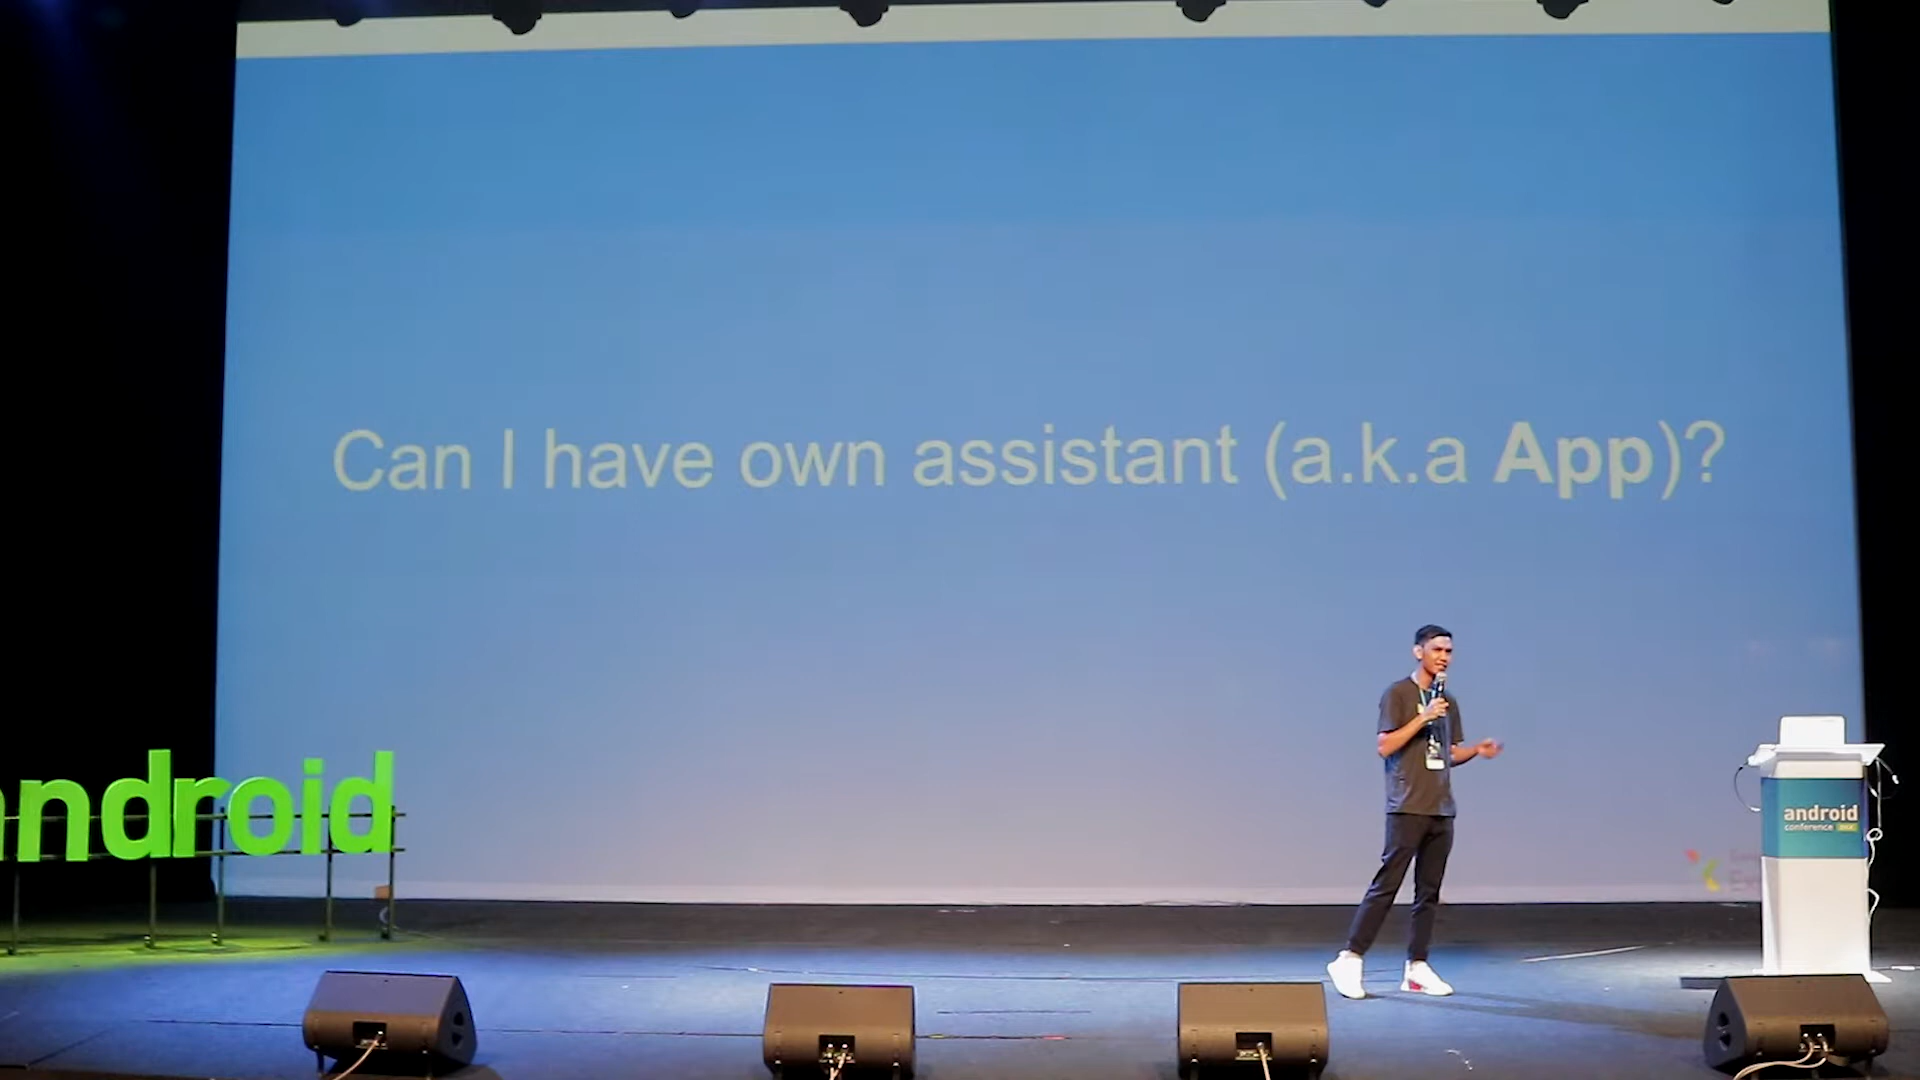 Can I have own assistant (a.k.a App)?
android
android
conference